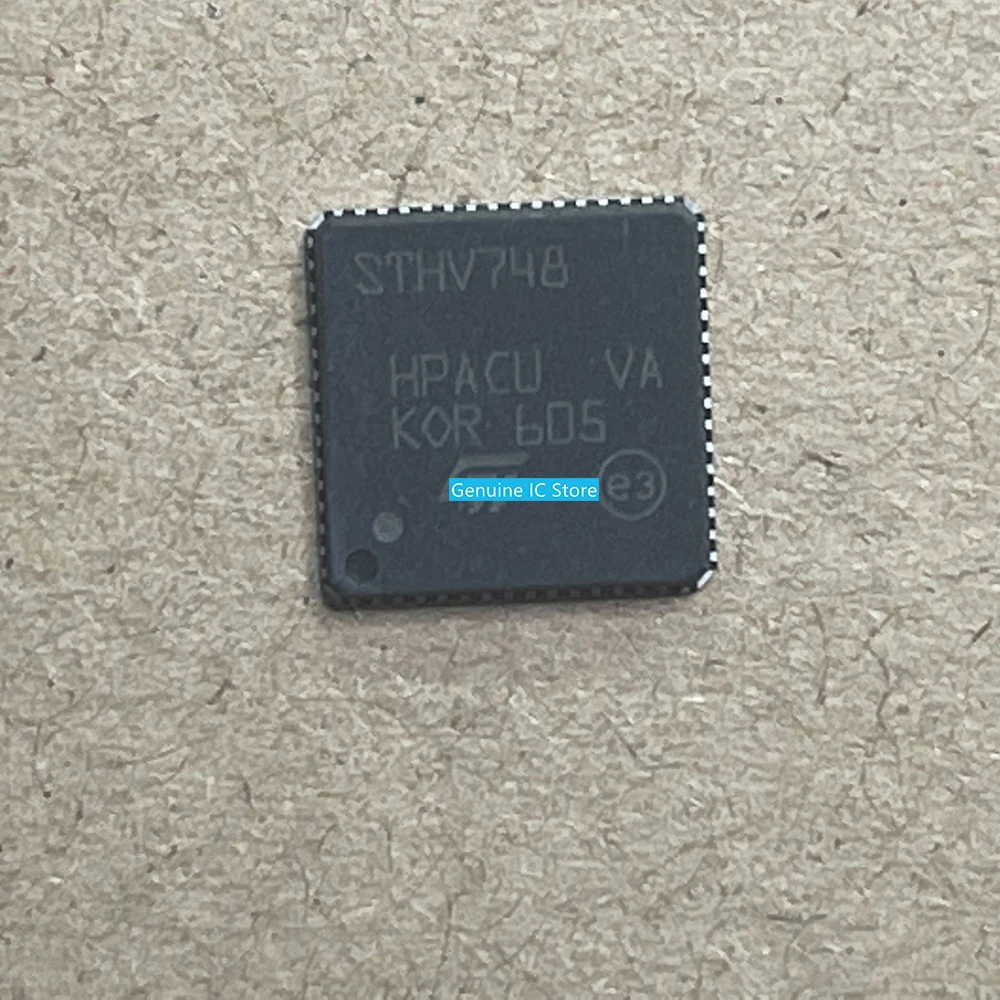 STHV748
HPACU VA
KOR 605
Genuine IC Store
e3